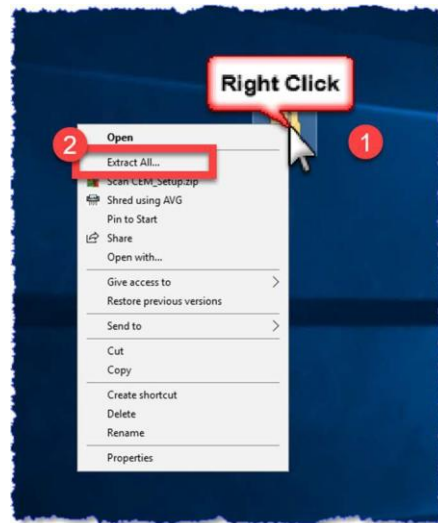 Right Click
1
2
Open
Extract All...
Scan CEM_Setup.zip
Shred using AVG
Pin to Start
Share
Open with...
Give access to
Restore previous versions
Send to
Cut
Copy
Create shortcut
Delete
Rename
Properties